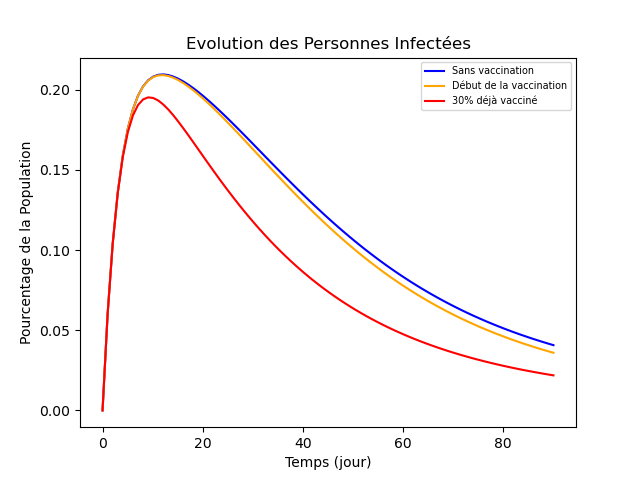 Evolution des Personnes Infectées
Sans vaccination
Début de la vaccination
30% déjà vacciné
Pourcentage de la Population
0.20
0.15
0.10
0.05
0.00
0 20 40 60 80
Temps (jour)